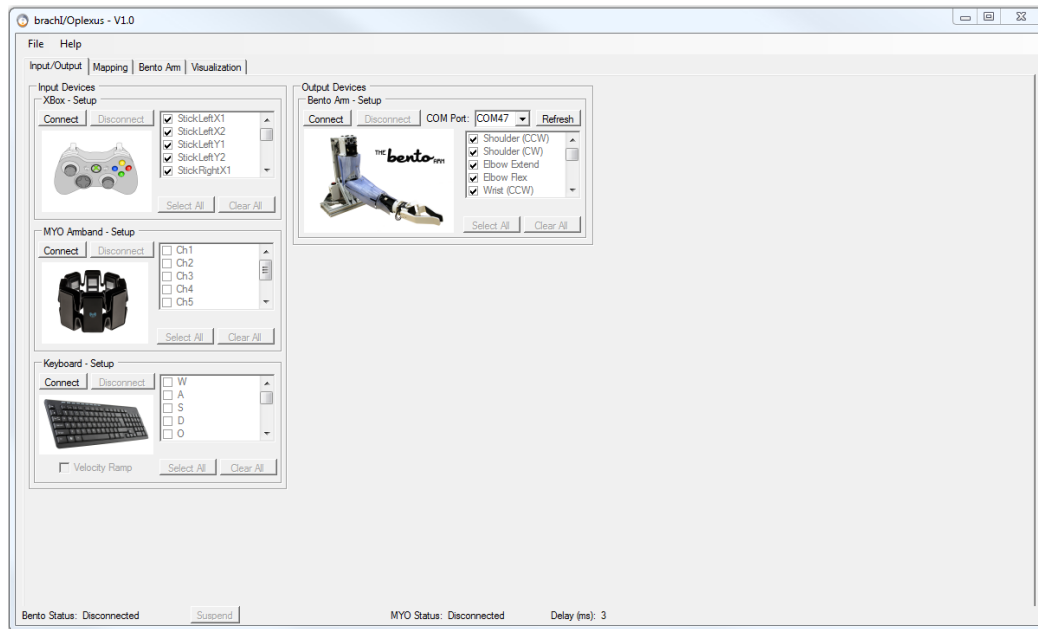 brachI/Oplexus - V1.0
File Help
Input/Output Mapping Bento Arm Visualization
Input Devices
XBox - Setup
Connect Disconnect
StickLeftX1
StickLeftX2
StickLeftY1
StickLeftY2
StickRightX1
Select All Clear All
MYO Armband - Setup
Connect Disconnect
Ch1
Ch2
Ch3
Ch4
Ch5
Select All Clear All
Keyboard - Setup
Connect Disconnect
W
A
S
D
O
Velocity Ramp Select All Clear All
Output Devices
Bento Arm - Setup
Connect Disconnect COM Port: COM47 Refresh
THE bento ARM
Shoulder (CCW)
Shoulder (CW)
Elbow Extend
Elbow Flex
Wrist (CCW)
Select All Clear All
Bento Status: Disconnected Suspend MYO Status: Disconnected Delay (ms): 3